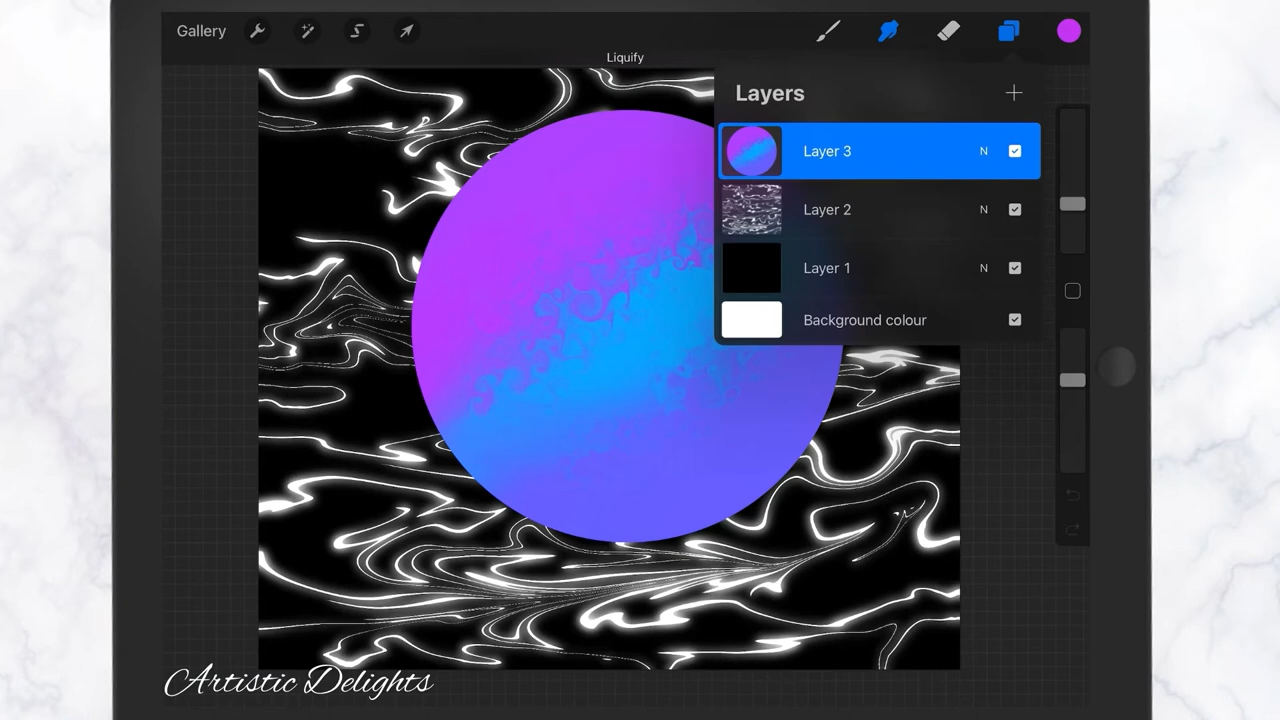 Gallery
Liquify
Layers
Layer 3 N
Layer 2 N
Layer 1 N
Background colour
Artistic Delights